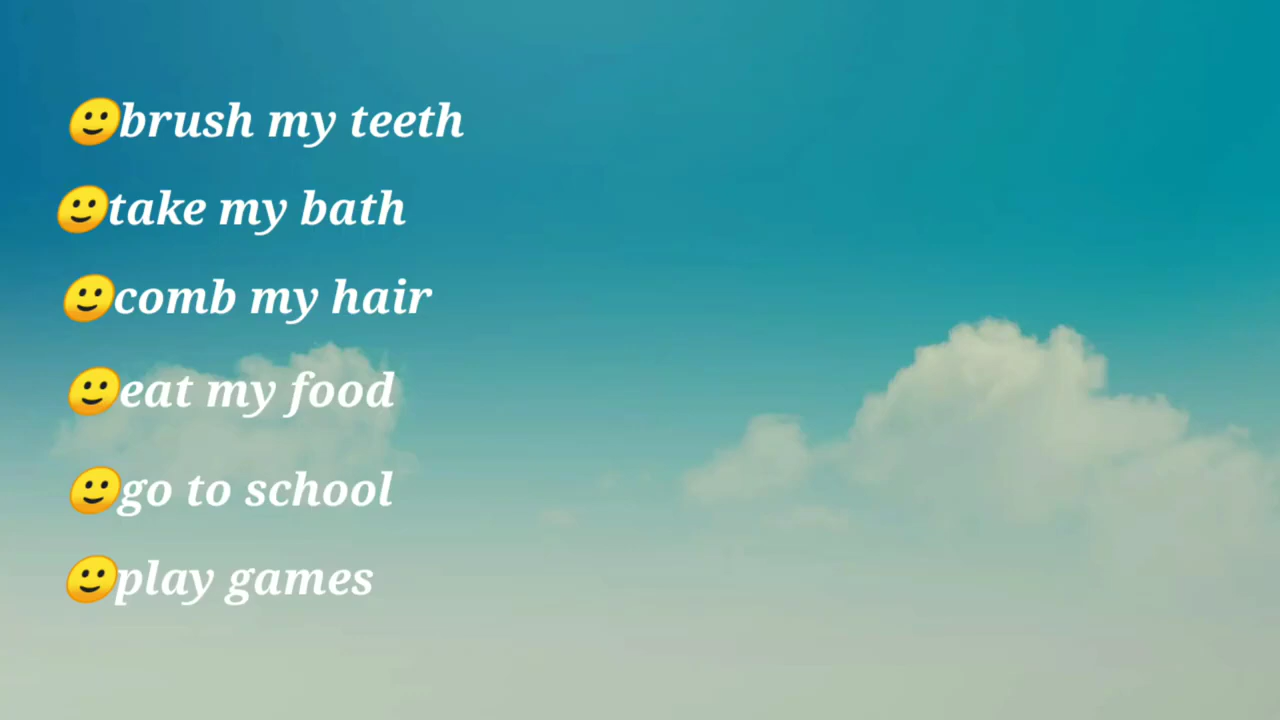 🙂brush my teeth
🙂take my bath
🙂comb my hair
🙂eat my food
🙂go to school
🙂play games